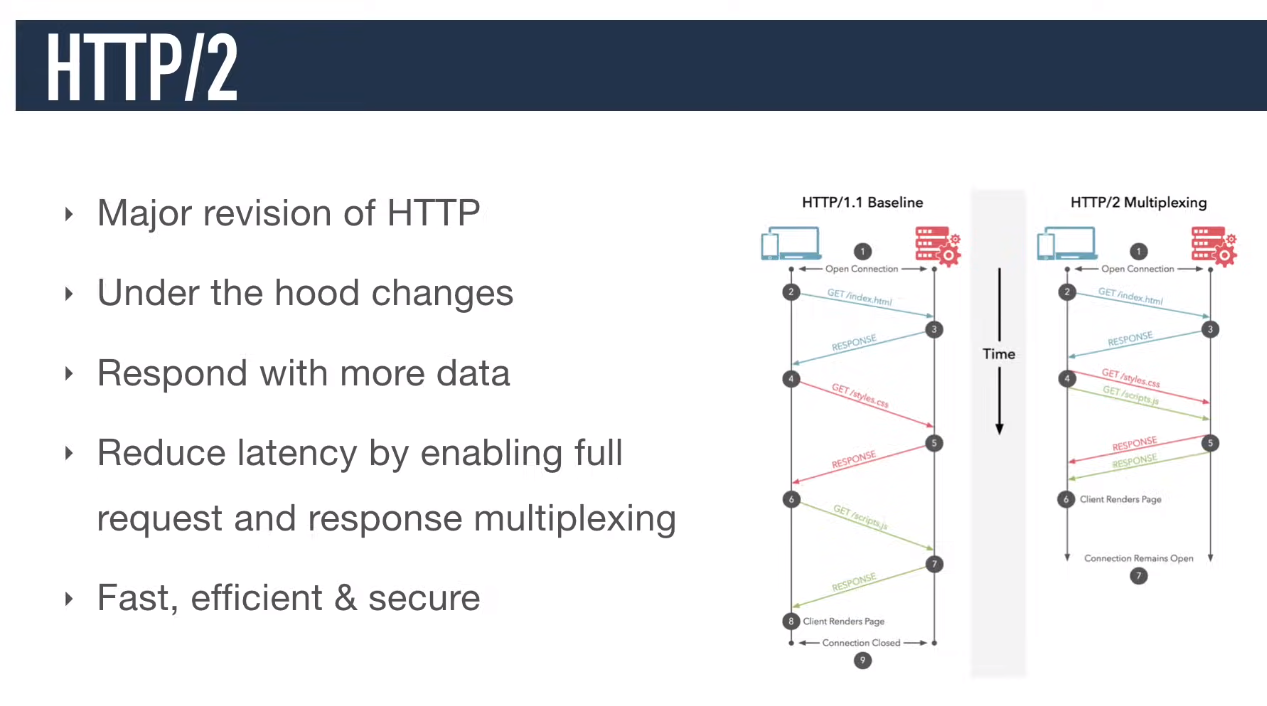 HTTP/2
Major revision of HTTP
Under the hood changes
Respond with more data
Reduce latency by enabling full
request and response multiplexing
Fast, efficient & secure
HTTP/1.1 Baseline
1
Open Connection
2
GET /index.html
3
RESPONSE
4
GET /styles.css
5
RESPONSE
6
GET /scripts.js
7
RESPONSE
8 Client Renders Page
Connection Closed
9
Time
HTTP/2 Multiplexing
1
Open Connection
2
GET /index.html
3
RESPONSE
4
GET /styles.css
GET /scripts.js
5
RESPONSE
RESPONSE
6 Client Renders Page
Connection Remains Open
7